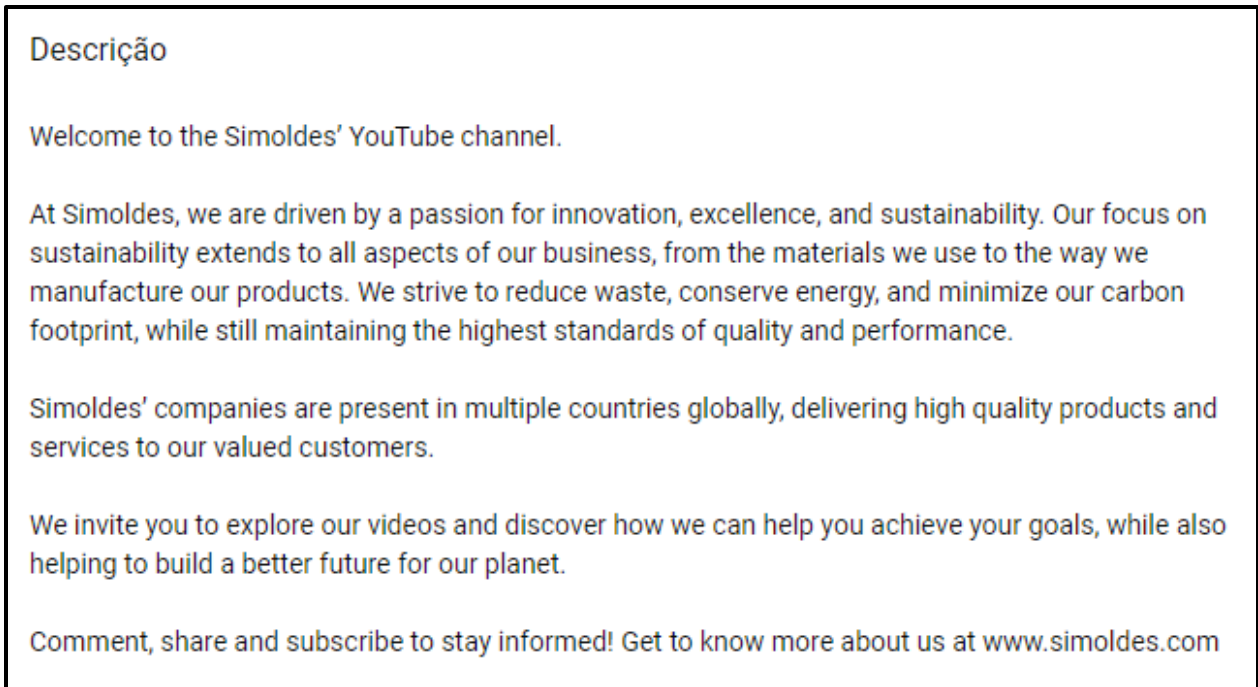 Descrição
Welcome to the Simoldes’ YouTube channel.
At Simoldes, we are driven by a passion for innovation, excellence, and sustainability. Our focus on
sustainability extends to all aspects of our business, from the materials we use to the way we
manufacture our products. We strive to reduce waste, conserve energy, and minimize our carbon
footprint, while still maintaining the highest standards of quality and performance.
Simoldes’ companies are present in multiple countries globally, delivering high quality products and
services to our valued customers.
We invite you to explore our videos and discover how we can help you achieve your goals, while also
helping to build a better future for our planet.
Comment, share and subscribe to stay informed! Get to know more about us at www.simoldes.com